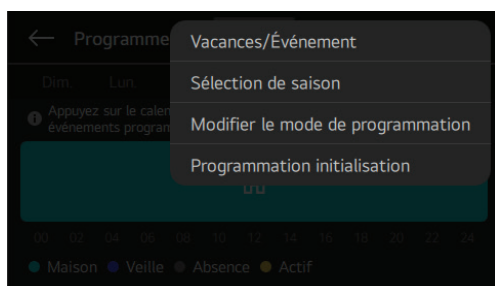 ← Programme
Vacances/Événement
Sélection de saison
Modifier le mode de programmation
Programmation initialisation
Dim. Lun.
Appuyez sur le calen
événements program
00 02 04 06 08 10 12 14 16 18 20 22 24
Maison Veille Absence Actif